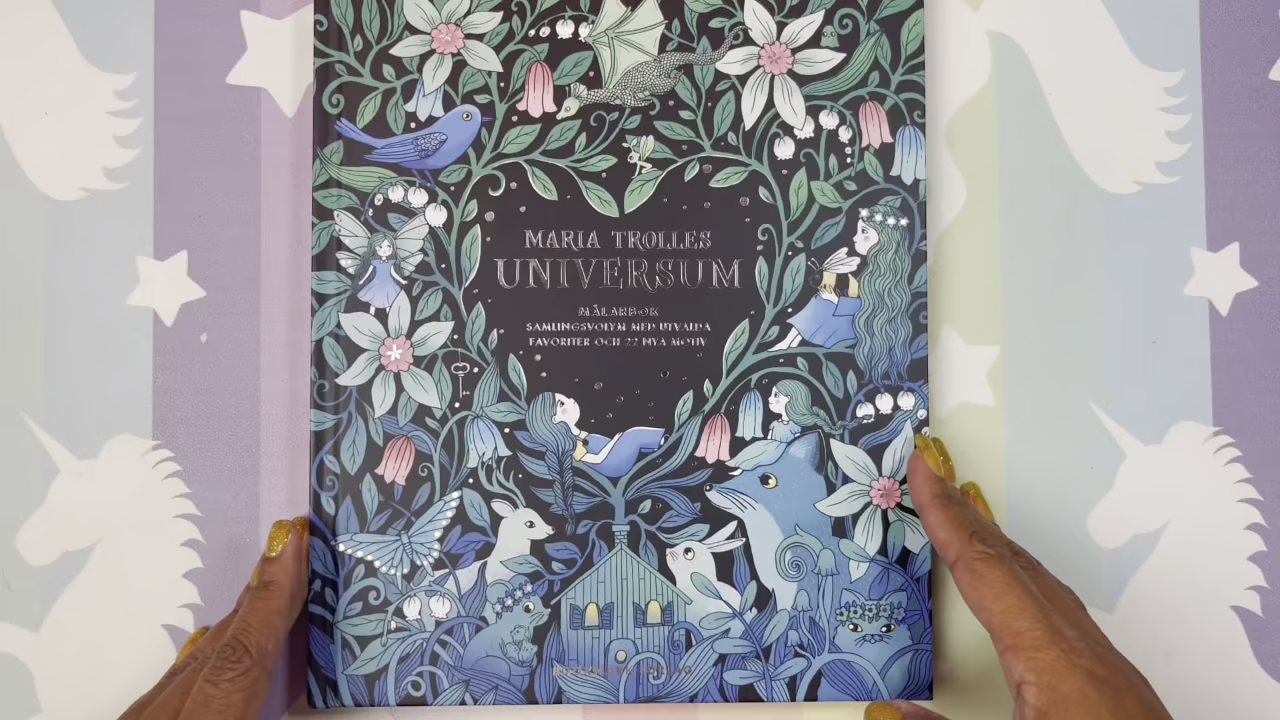 MARIA TROLLES
UNIVERSUM
MÅLARBOK
SAMLINGSVOLYM MED UTVALDA
FAVORITER OCH 22 NYA MOTIV